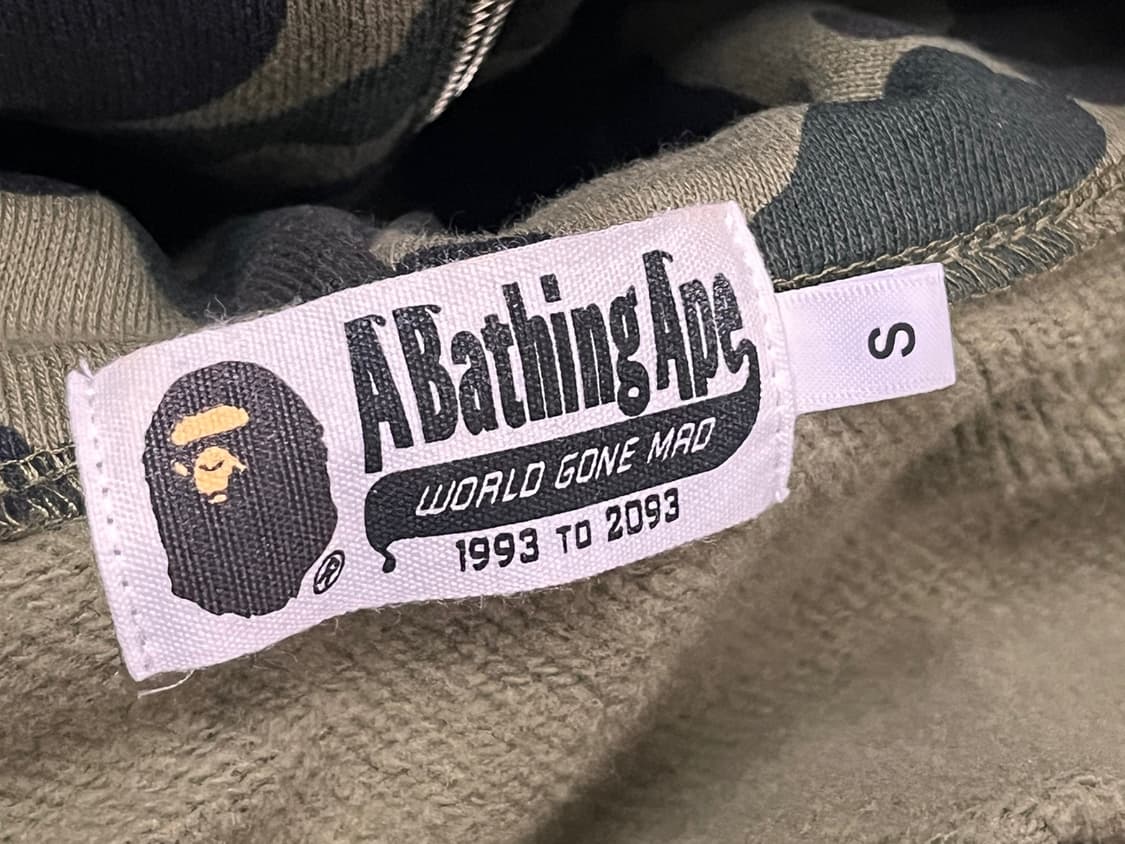 A Bathing Ape
WORLD GONE MAD
1993 TO 2093
®
S